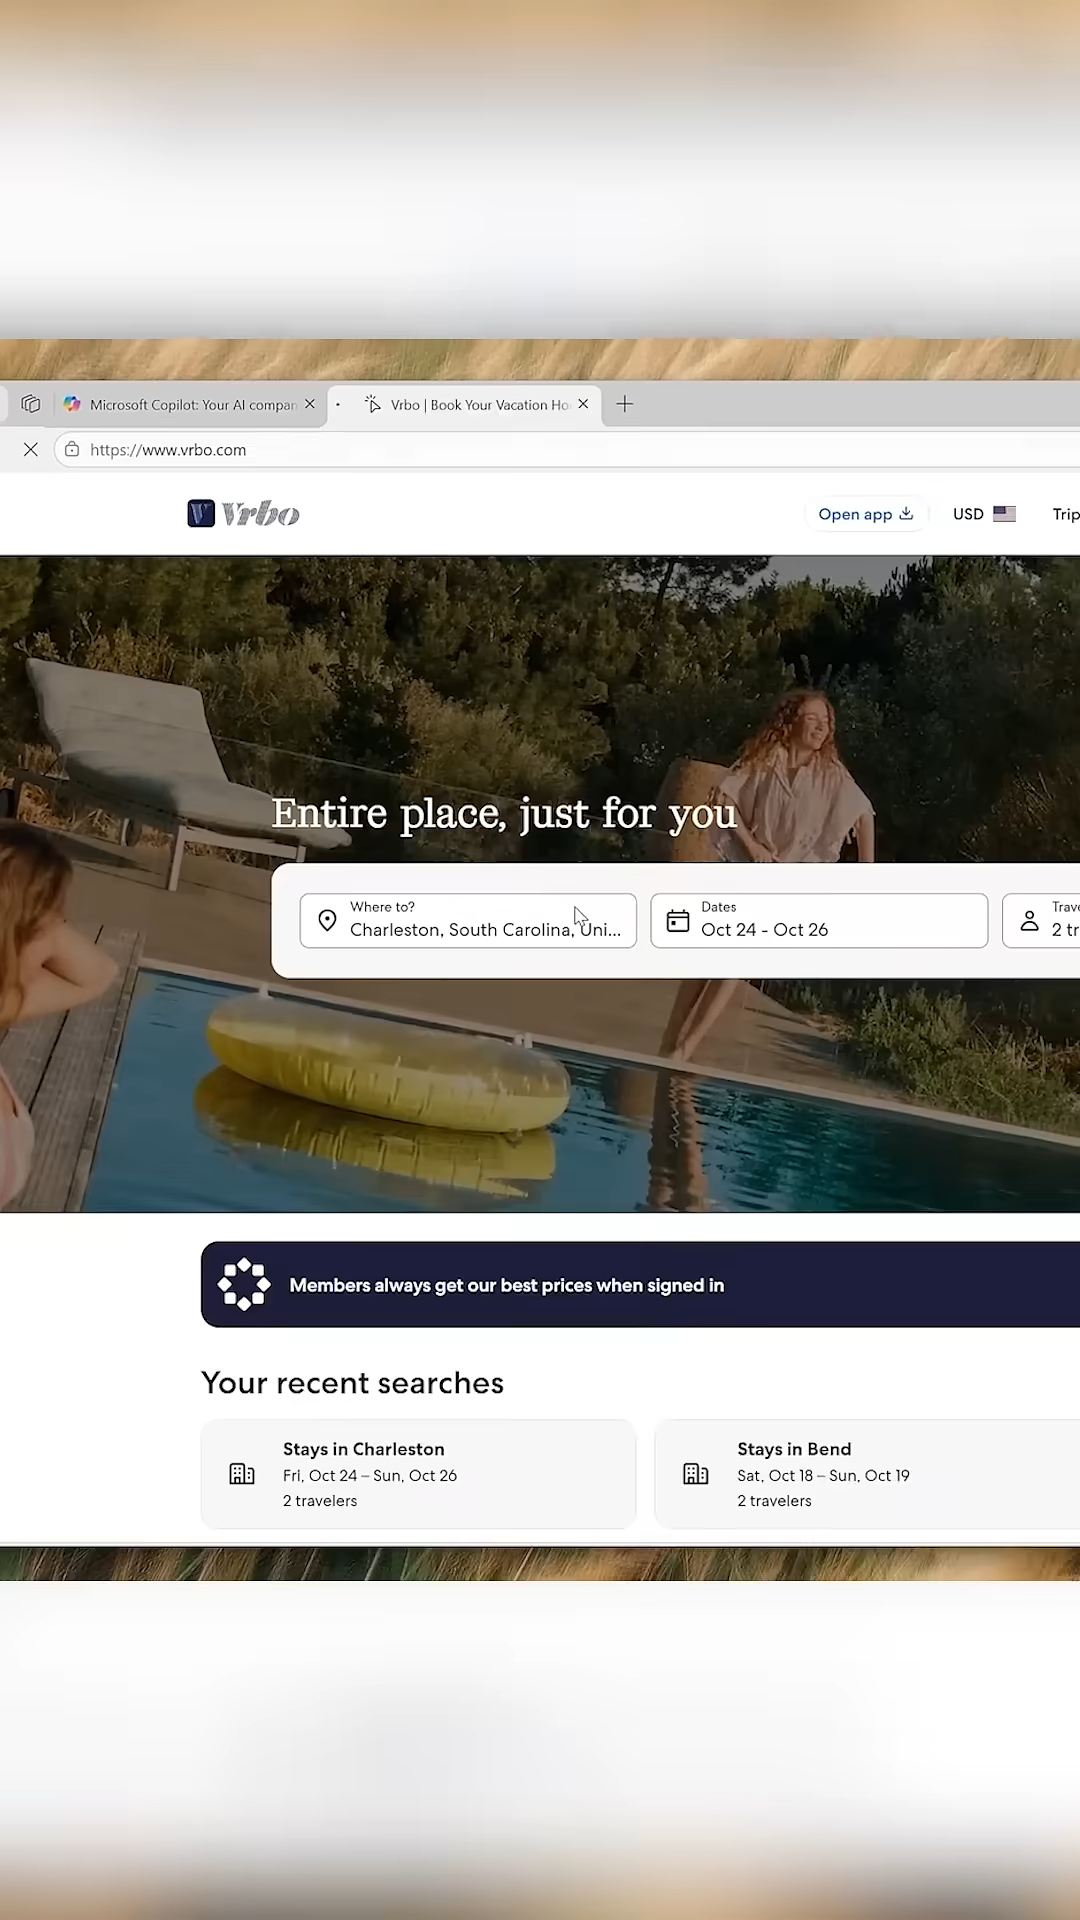 Microsoft Copilot: Your AI compan
Vrbo | Book Your Vacation Ho
https://www.vrbo.com
V Vrbo
Open app
USD
Trip
Entire place, just for you
Where to?
Charleston, South Carolina, Uni...
Dates
Oct 24 - Oct 26
Trave
2 tr
Members always get our best prices when signed in
Your recent searches
Stays in Charleston
Fri, Oct 24 – Sun, Oct 26
2 travelers
Stays in Bend
Sat, Oct 18 – Sun, Oct 19
2 travelers